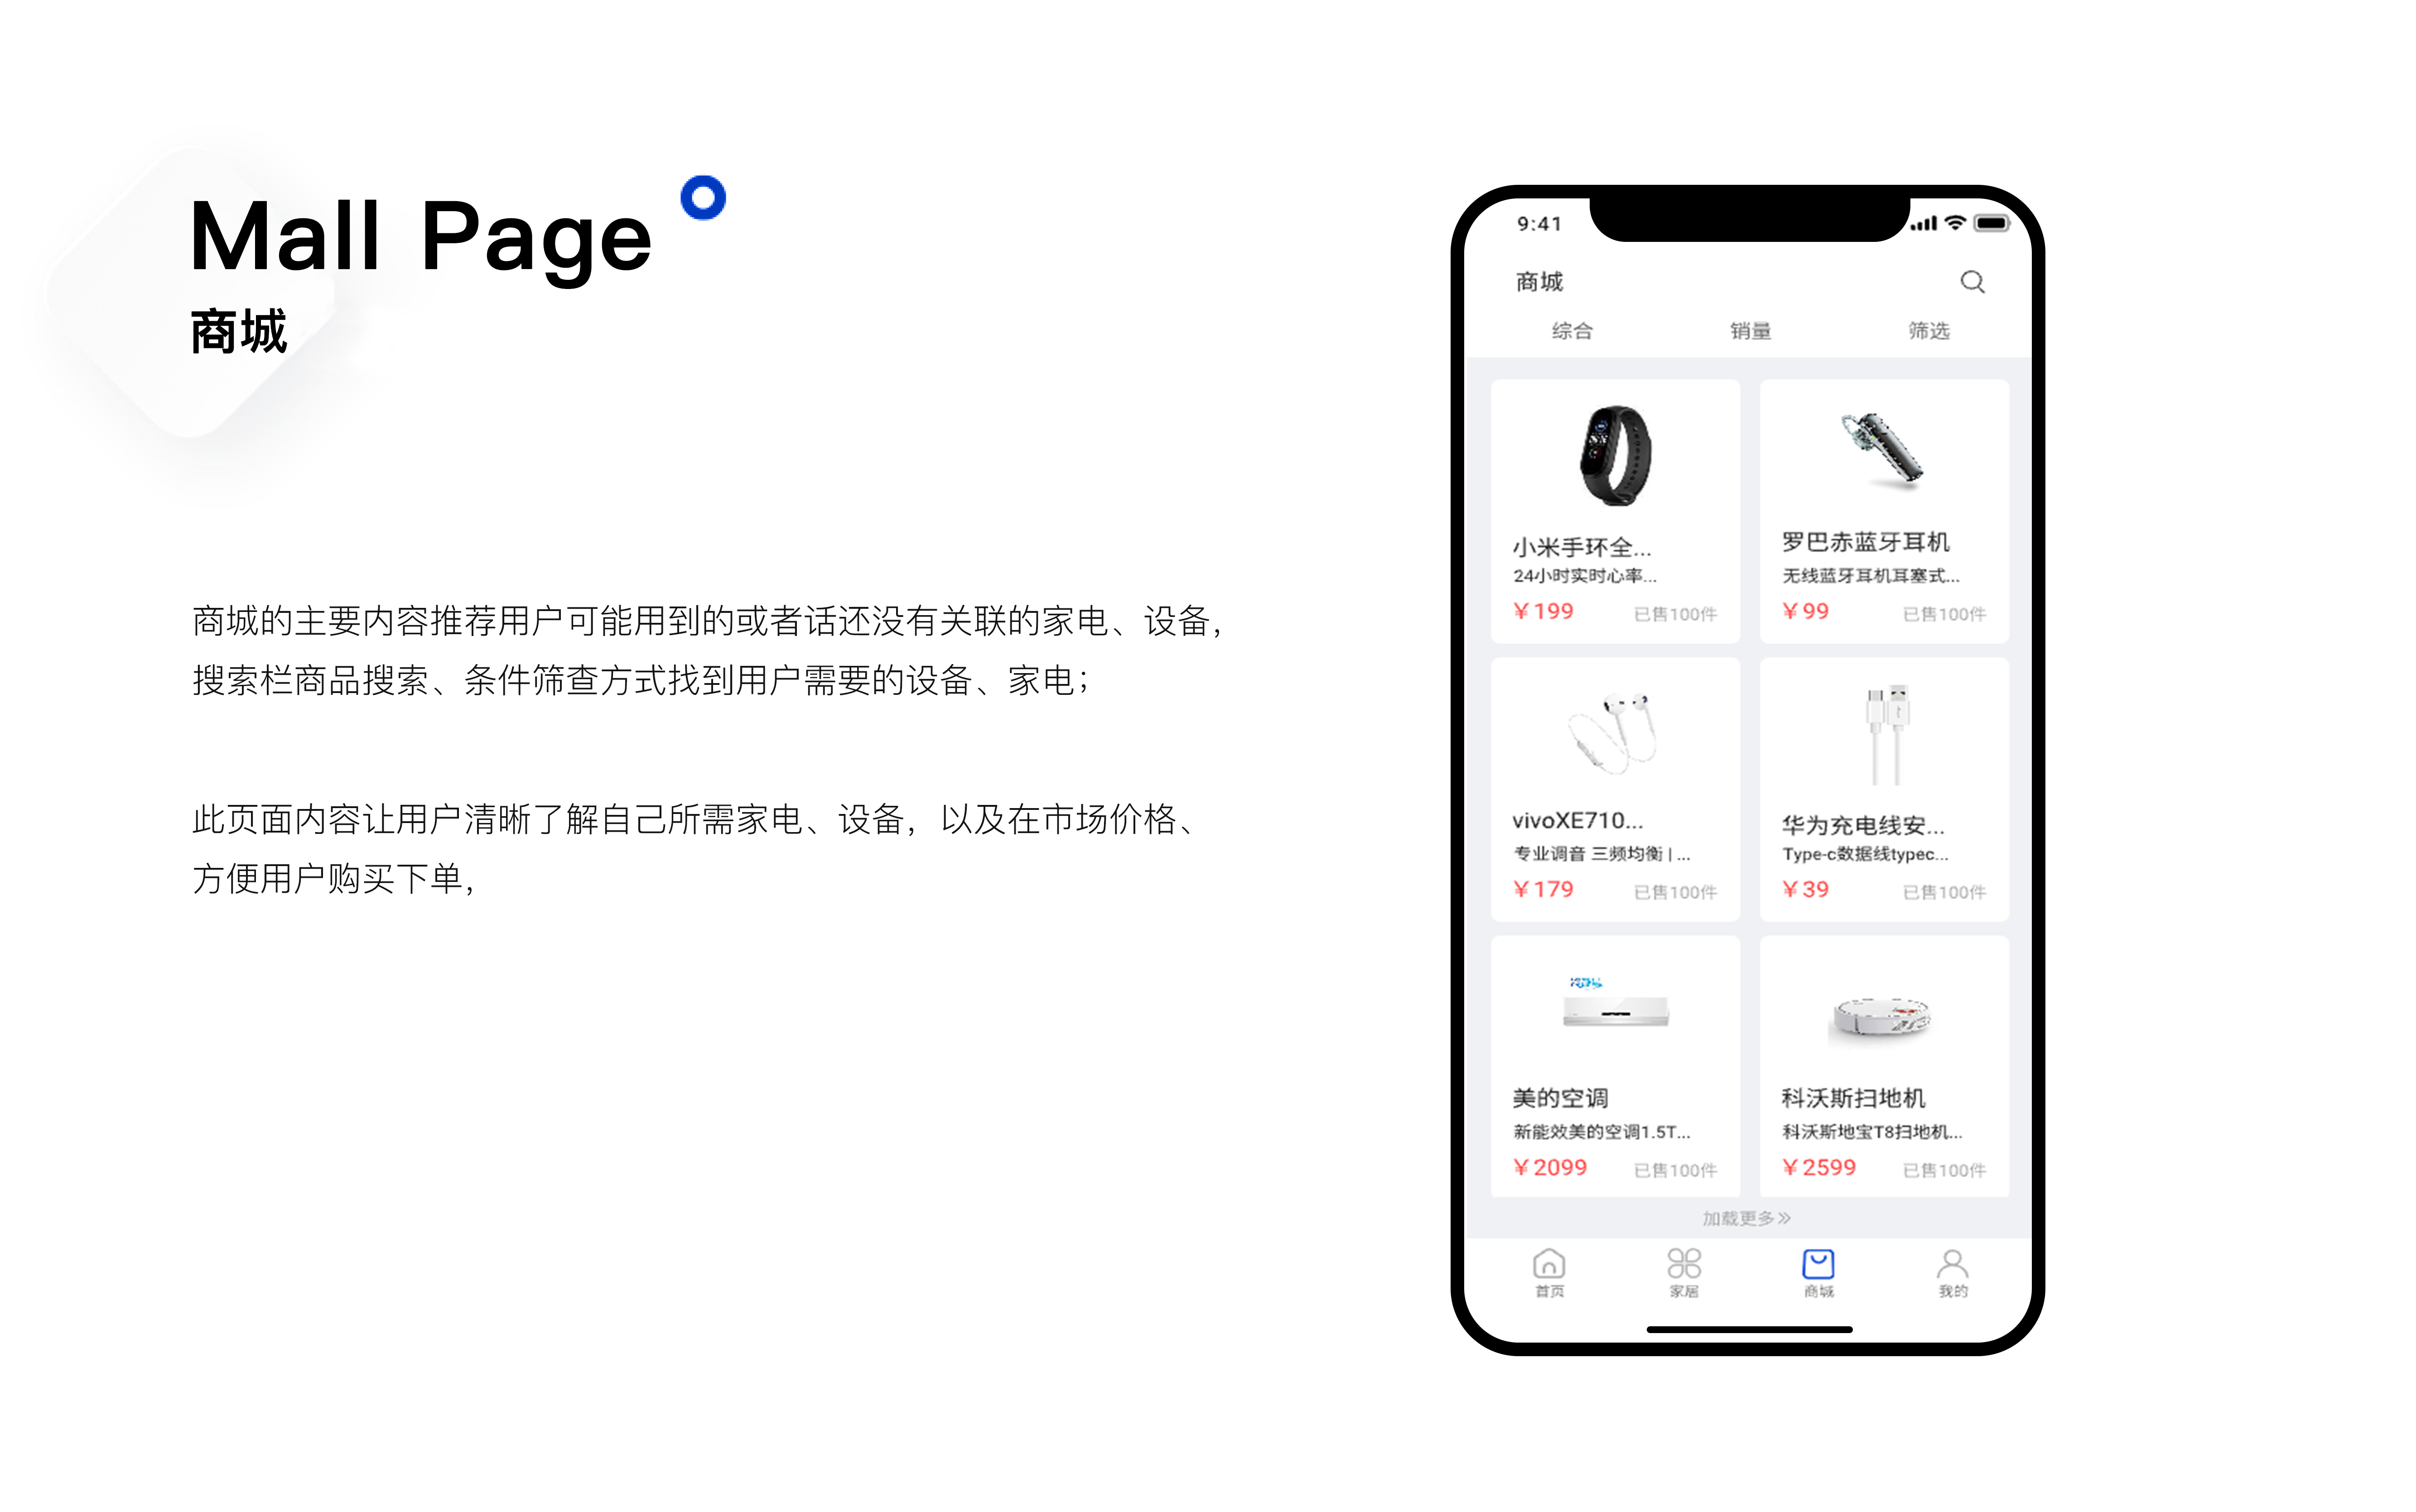 Mall Page
商城
商城的主要内容推荐用户可能用到的或者话还没有关联的家电、设备，
搜索栏商品搜索、条件筛查方式找到用户需要的设备、家电；
此页面内容让用户清晰了解自己所需家电、设备，以及在市场价格、
方便用户购买下单，
9:41
商城
综合 销量 筛选
小米手环全...
24小时实时心率...
￥199 已售100件
罗巴赤蓝牙耳机
无线蓝牙耳机耳塞式...
￥99 已售100件
vivoXE710...
专业调音 三频均衡 | ...
￥179 已售100件
华为充电线安...
Type-c数据线typec...
￥39 已售100件
美的空调
新能效美的空调1.5T...
￥2099 已售100件
科沃斯扫地机
科沃斯地宝T8扫地机...
￥2599 已售100件
加载更多
首页 家居 商城 我的